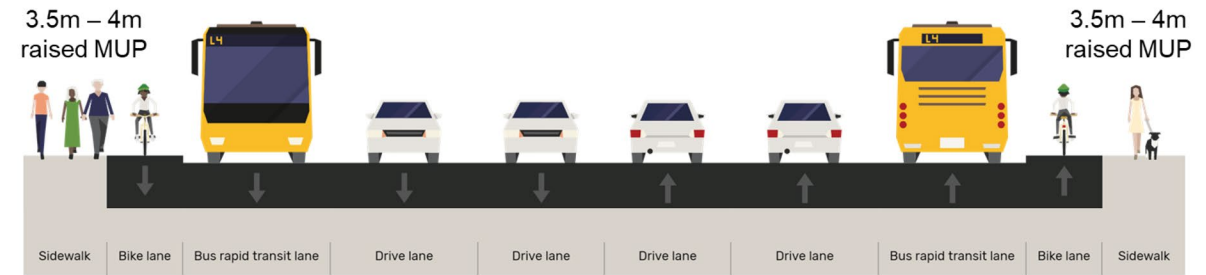 3.5m – 4m
raised MUP
3.5m – 4m
raised MUP
L4
L4
Sidewalk
Bike lane
Bus rapid transit lane
Drive lane
Drive lane
Drive lane
Drive lane
Bus rapid transit lane
Bike lane
Sidewalk